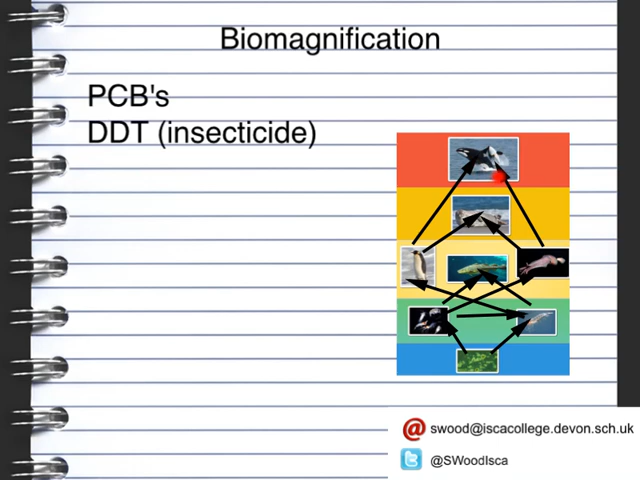 Biomagnification
PCB's
DDT (insecticide)
swood@iscacollege.devon.sch.uk
@SWoodIsca